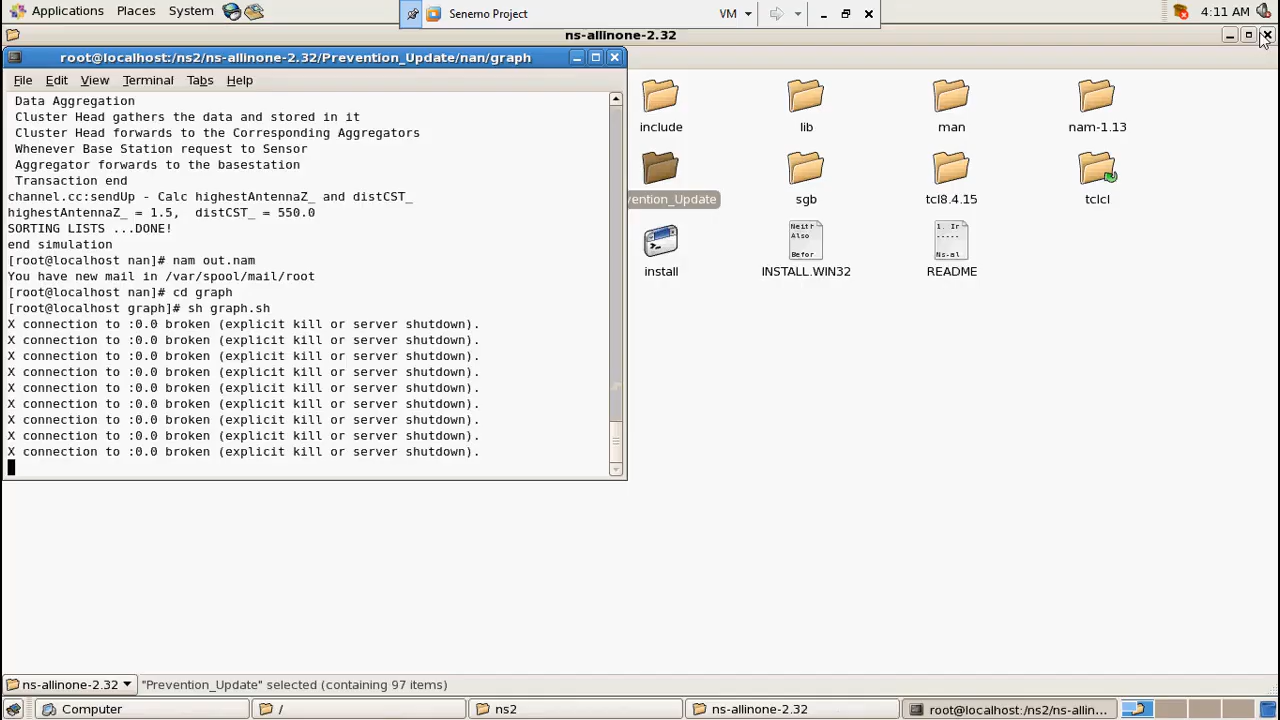 Applications Places System
Senerno Project
VM
4:11 AM
ns-allinone-2.32
root@localhost:/ns2/ns-allinone-2.32/Prevention_Update/nan/graph
File Edit View Terminal Tabs Help
Data Aggregation
Cluster Head gathers the data and stored in it
Cluster Head forwards to the Corresponding Aggregators
Whenever Base Station request to Sensor
Aggregator forwards to the basestation
Transaction end
channel.cc:sendUp - Calc highestAntennaZ_ and distCST_
highestAntennaZ_ = 1.5,  distCST_ = 550.0
SORTING LISTS ...DONE!
end simulation
[root@localhost nan]# nam out.nam
You have new mail in /var/spool/mail/root
[root@localhost nan]# cd graph
[root@localhost graph]# sh graph.sh
X connection to :0.0 broken (explicit kill or server shutdown).
X connection to :0.0 broken (explicit kill or server shutdown).
X connection to :0.0 broken (explicit kill or server shutdown).
X connection to :0.0 broken (explicit kill or server shutdown).
X connection to :0.0 broken (explicit kill or server shutdown).
X connection to :0.0 broken (explicit kill or server shutdown).
X connection to :0.0 broken (explicit kill or server shutdown).
X connection to :0.0 broken (explicit kill or server shutdown).
X connection to :0.0 broken (explicit kill or server shutdown).
include lib man nam-1.13
vention_Update sgb tcl8.4.15 tclcl
Neith
Also
Befor
1. Ir
-----
Ns-al
install INSTALL.WIN32 README
ns-allinone-2.32 "Prevention_Update" selected (containing 97 items)
Computer / ns2 ns-allinone-2.32 root@localhost:/ns2/ns-allin...